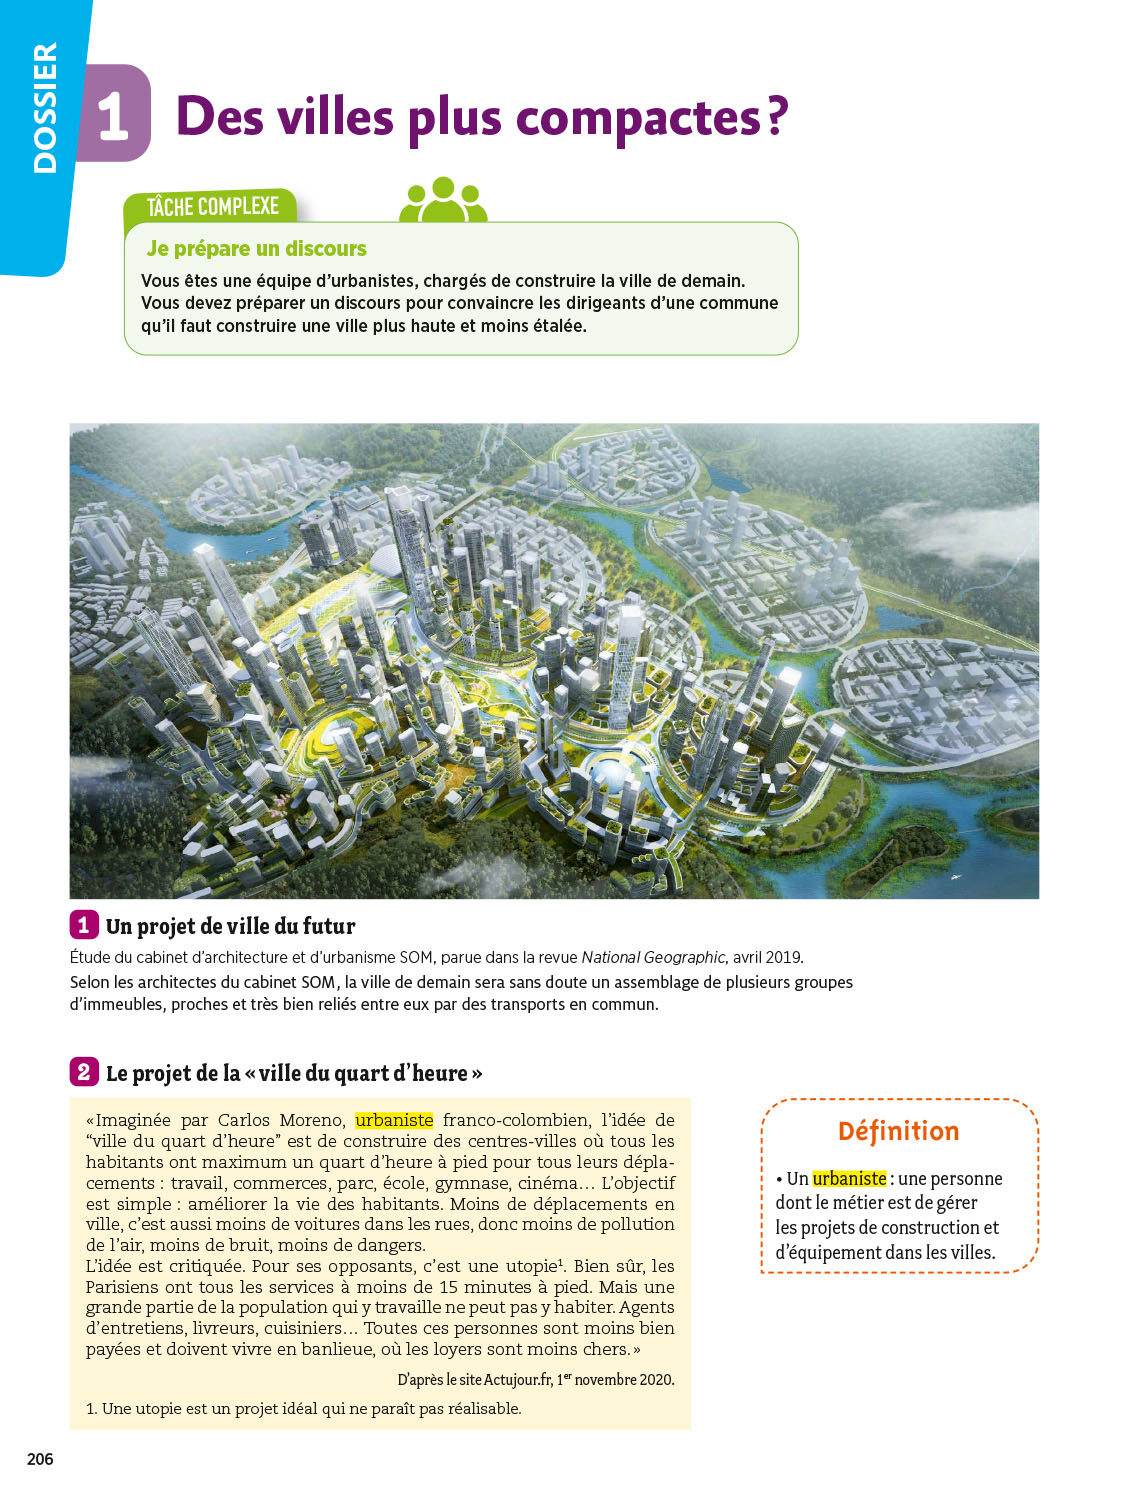 DOSSIER
1
Des villes plus compactes ?
TÂCHE COMPLEXE
Je prépare un discours
Vous êtes une équipe d’urbanistes, chargés de construire la ville de demain.
Vous devez préparer un discours pour convaincre les dirigeants d’une commune
qu’il faut construire une ville plus haute et moins étalée.
1 Un projet de ville du futur
Étude du cabinet d’architecture et d’urbanisme SOM, parue dans la revue National Geographic, avril 2019.
Selon les architectes du cabinet SOM, la ville de demain sera sans doute un assemblage de plusieurs groupes
d’immeubles, proches et très bien reliés entre eux par des transports en commun.
2 Le projet de la « ville du quart d’heure »
« Imaginée par Carlos Moreno, urbaniste franco-colombien, l’idée de
“ville du quart d’heure” est de construire des centres-villes où tous les
habitants ont maximum un quart d’heure à pied pour tous leurs dépla-
cements : travail, commerces, parc, école, gymnase, cinéma… L’objectif
est simple : améliorer la vie des habitants. Moins de déplacements en
ville, c’est aussi moins de voitures dans les rues, donc moins de pollution
de l’air, moins de bruit, moins de dangers.
L’idée est critiquée. Pour ses opposants, c’est une utopie¹. Bien sûr, les
Parisiens ont tous les services à moins de 15 minutes à pied. Mais une
grande partie de la population qui y travaille ne peut pas y habiter. Agents
d’entretiens, livreurs, cuisiniers… Toutes ces personnes sont moins bien
payées et doivent vivre en banlieue, où les loyers sont moins chers. »
D’après le site Actujour.fr, 1er novembre 2020.
1. Une utopie est un projet idéal qui ne paraît pas réalisable.
Définition
• Un urbaniste : une personne
dont le métier est de gérer
les projets de construction et
d’équipement dans les villes.
206